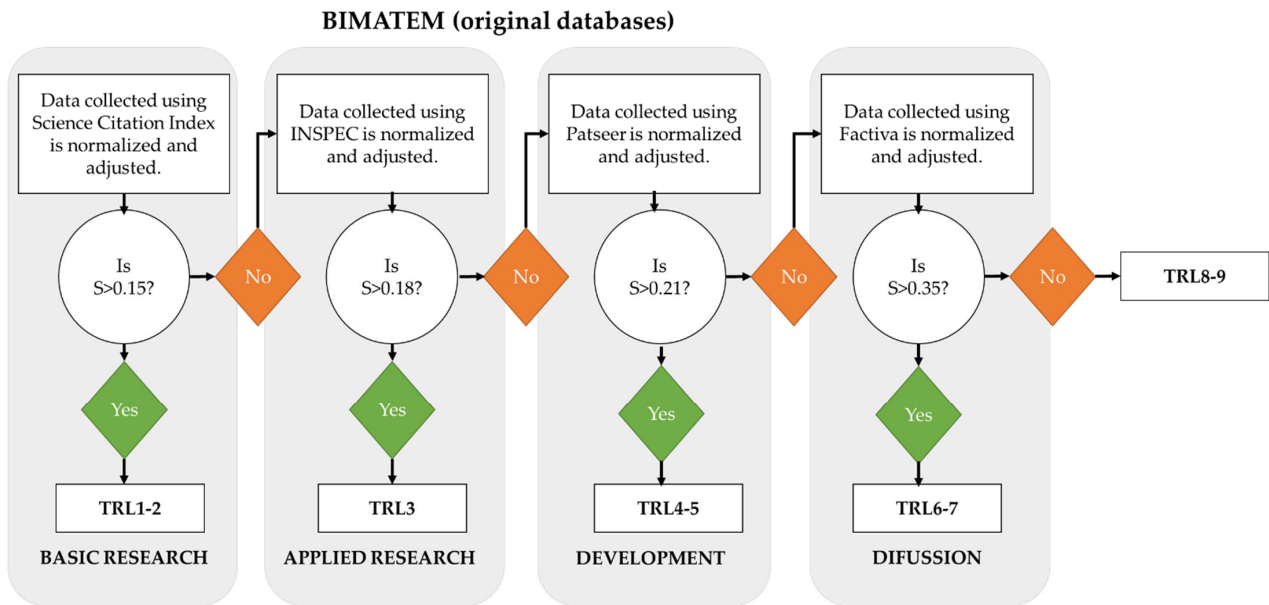 BIMATEM (original databases)
Data collected using
Science Citation Index
is normalized and
adjusted.
Is
S>0.15?
No
Yes
TRL1-2
BASIC RESEARCH
Data collected using
INSPEC is normalized
and adjusted.
Is
S>0.18?
No
Yes
TRL3
APPLIED RESEARCH
Data collected using
Patseer is normalized
and adjusted.
Is
S>0.21?
No
Yes
TRL4-5
DEVELOPMENT
Data collected using
Factiva is normalized
and adjusted.
Is
S>0.35?
No
Yes
TRL6-7
DIFUSSION
TRL8-9